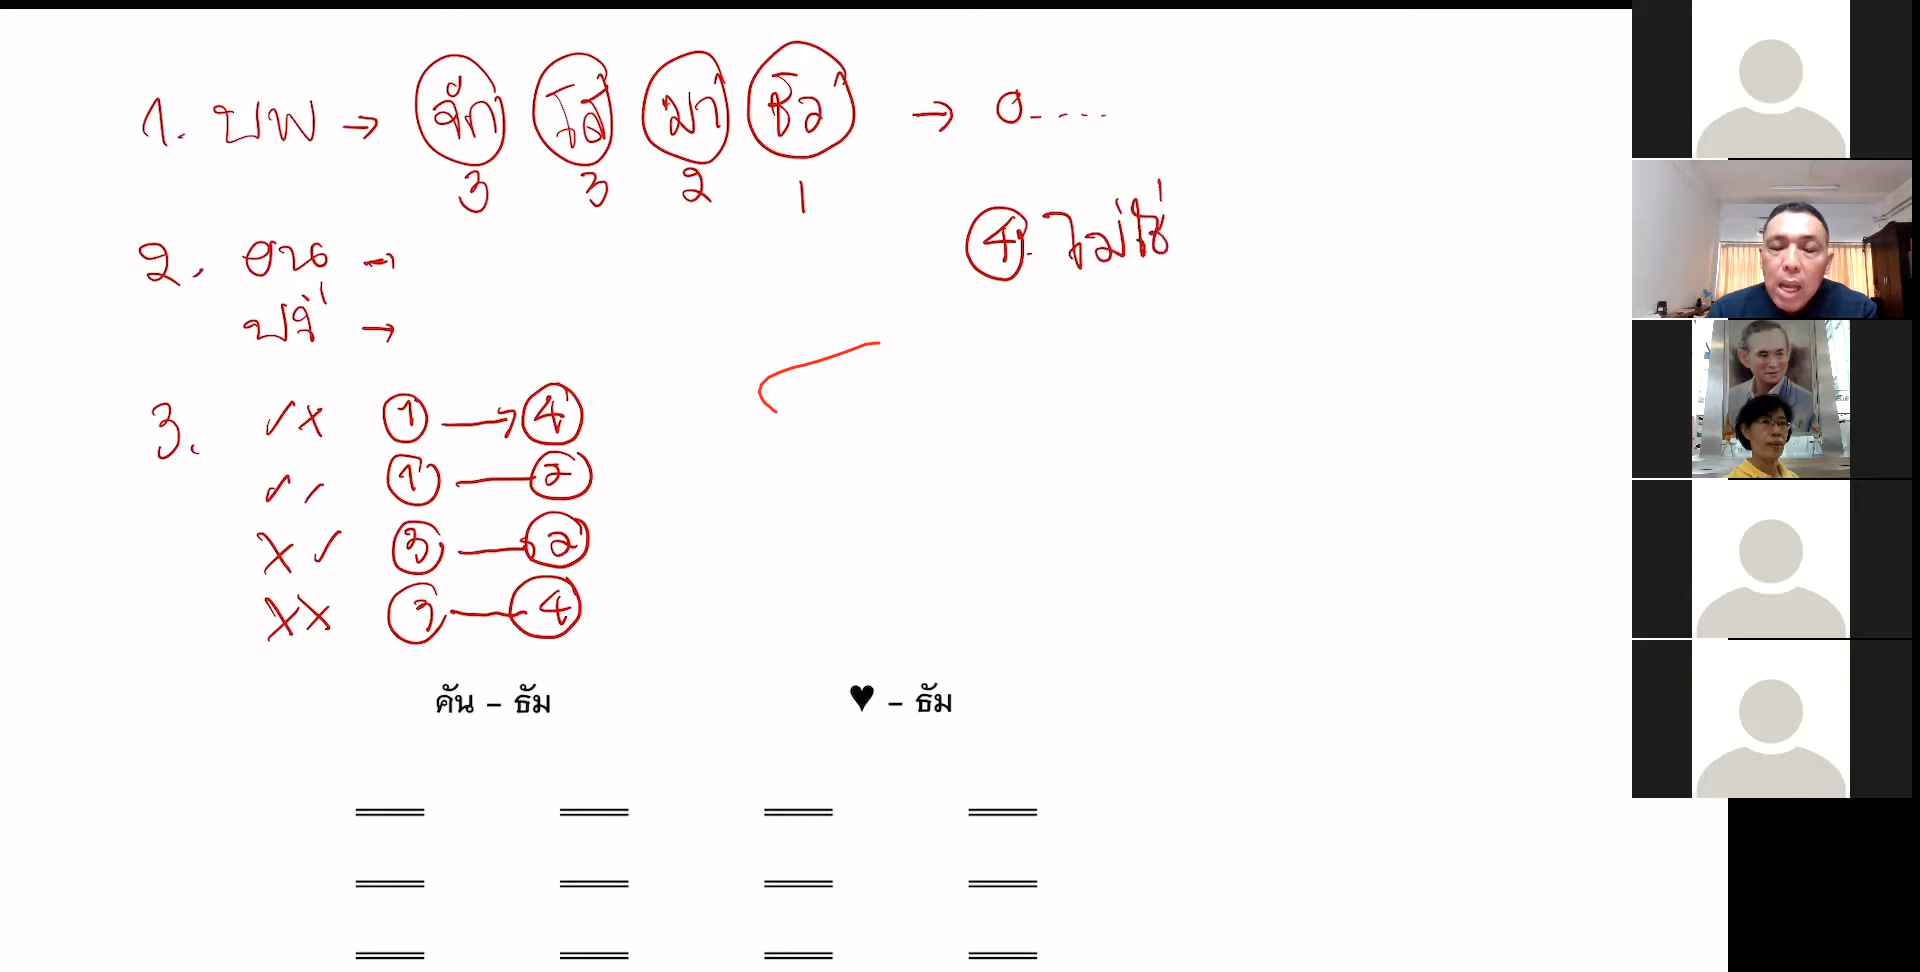 1. บพ → จัก โส มา ชิว → 0 - - - -
3 3 2 1
4. ไม่ใช่
2. อน →
ปจ →
3. ✓ ✗ 1 → 4
✓ ✓ 1 — 2
✗ ✓ 3 — 2
✗ ✗ 3 — 4
คัน – ธัม ♥ – ธัม